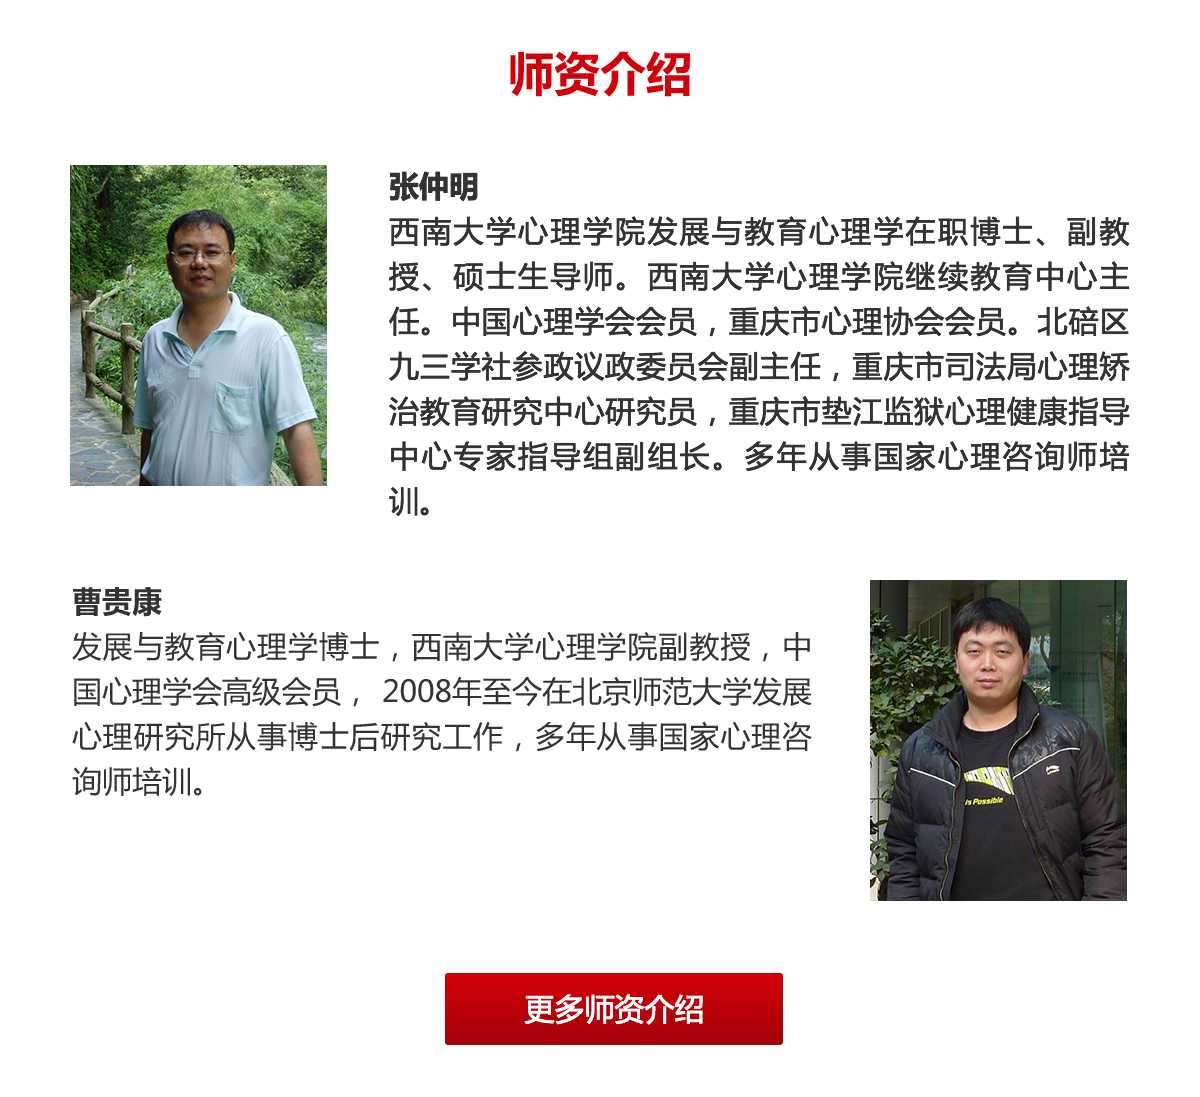 师资介绍
张仲明
西南大学心理学院发展与教育心理学在职博士、副教
授、硕士生导师。西南大学心理学院继续教育中心主
任。中国心理学会会员，重庆市心理协会会员。北碚区
九三学社参政议政委员会副主任，重庆市司法局心理矫
治教育研究中心研究员，重庆市垫江监狱心理健康指导
中心专家指导组副组长。多年从事国家心理咨询师培
训。
曹贵康
发展与教育心理学博士，西南大学心理学院副教授，中
国心理学会高级会员， 2008年至今在北京师范大学发展
心理研究所从事博士后研究工作，多年从事国家心理咨
询师培训。
Is Possible
更多师资介绍